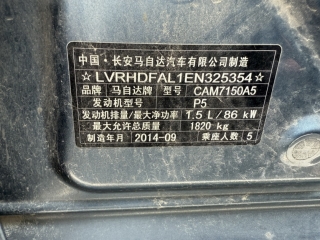 中国·长安马自达汽车有限公司制造
☆LVRHDFAL1EN325354☆
品牌 马自达牌 型号 CAM7150A5
发动机型号 P5
发动机排量/最大净功率 1.5 L/86 kW
最大允许总质量 1820 kg
制造年月 2014-09 乘座人数 5